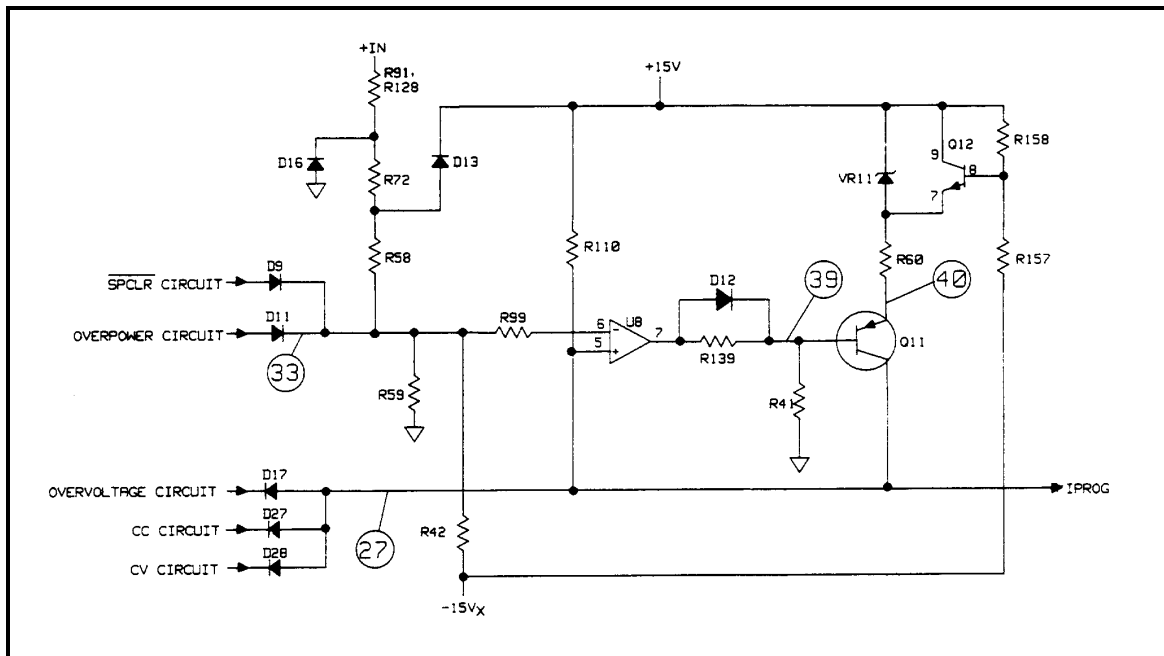 +IN
R91,
R128
+15V
D16
R72
D13
Q12
9
8
7
R158
VR11
R58
R110
R60
R157
D9
SPCLR CIRCUIT
D12
39
40
OVERPOWER CIRCUIT
D11
R99
6
-
5
+
U8
7
R139
Q11
33
R59
R41
OVERVOLTAGE CIRCUIT
D17
IPROG
CC CIRCUIT
D27
R42
27
CV CIRCUIT
D28
-15VX